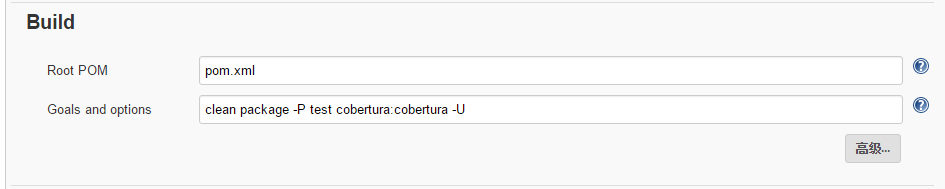 Build
Root POM pom.xml
Goals and options clean package -P test cobertura:cobertura -U
高级...